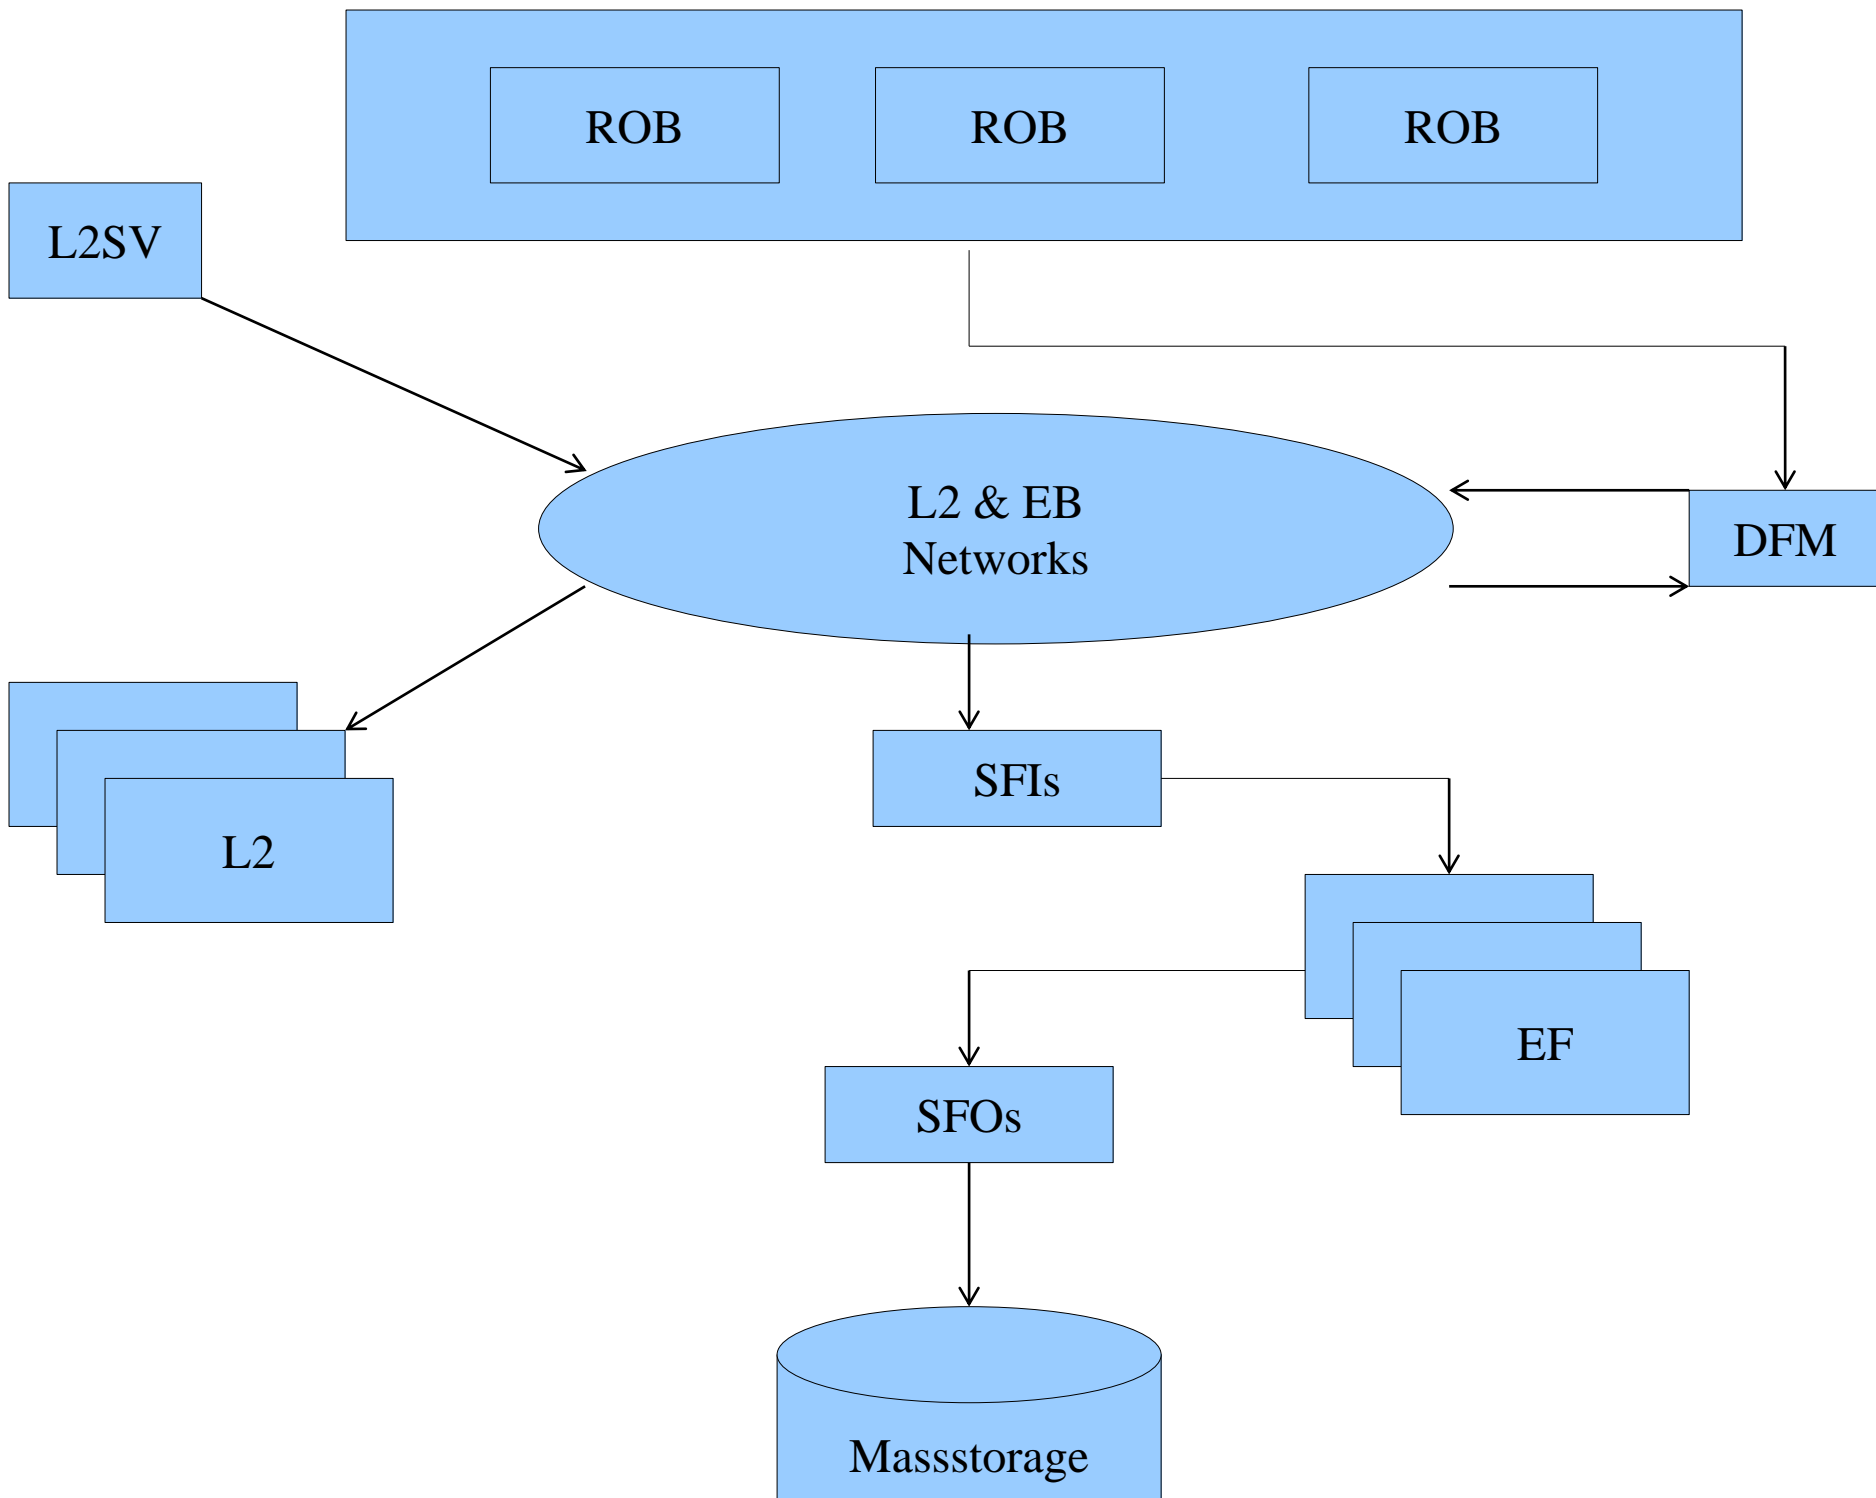 ROB
ROB
ROB
L2SV
L2 & EB
Networks
DFM
SFIs
L2
EF
SFOs
Massstorage